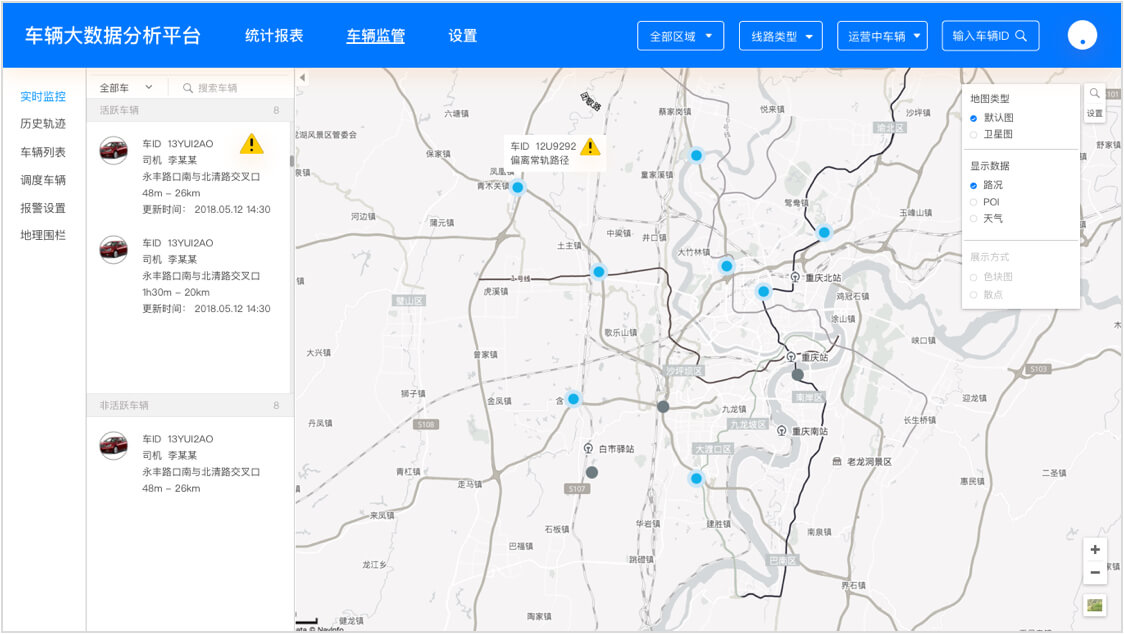 车辆大数据分析平台
统计报表
车辆监管
设置
全部区域
线路类型
运营中车辆
输入车辆ID
实时监控
历史轨迹
车辆列表
调度车辆
报警设置
地理围栏
全部车
搜索车辆
活跃车辆 8
车ID 13YUI2AO
司机 李某某
永丰路口南与北清路交叉口
48m – 26km
更新时间： 2018.05.12 14:30
车ID 13YUI2AO
司机 李某某
永丰路口南与北清路交叉口
1h30m – 20km
更新时间： 2018.05.12 14:30
非活跃车辆 8
车ID 13YUI2AO
司机 李某某
永丰路口南与北清路交叉口
48m – 26km
车ID 12U9292
偏离常轨路径
地图类型
默认图
卫星图
显示数据
路况
POI
天气
展示方式
色块图
散点
设置
六塘镇
蔡家岗镇
悦来镇
沙坪镇
渝北区
龙湖风景区管委会
保家镇
凤凰镇
青木关镇
童家溪镇
舒家镇
鸳鸯镇
玉峰山镇
河边镇
蒲元镇
中梁镇
井口镇
土主镇
大竹林镇
1号线
虎溪镇
重庆北站
璧山区
鸡冠石镇
涂山镇
歌乐山镇
峡口镇
大兴镇
曾家镇
重庆站
沙坪坝区
S103
狮子镇
金凤镇
含
南岸区
迎龙镇
丹凤镇
S108
九龙镇
九龙坡区
长生桥镇
重庆南站
白市驿站
大渡口区
老龙洞景区
青杠镇
走马镇
S107
惠民镇
二圣镇
来凤镇
石板镇
华岩镇
建胜镇
南泉镇
巴福镇
跳磴镇
巴南区
龙江乡
界石镇
陶家镇
健龙镇
ata © NavInfo